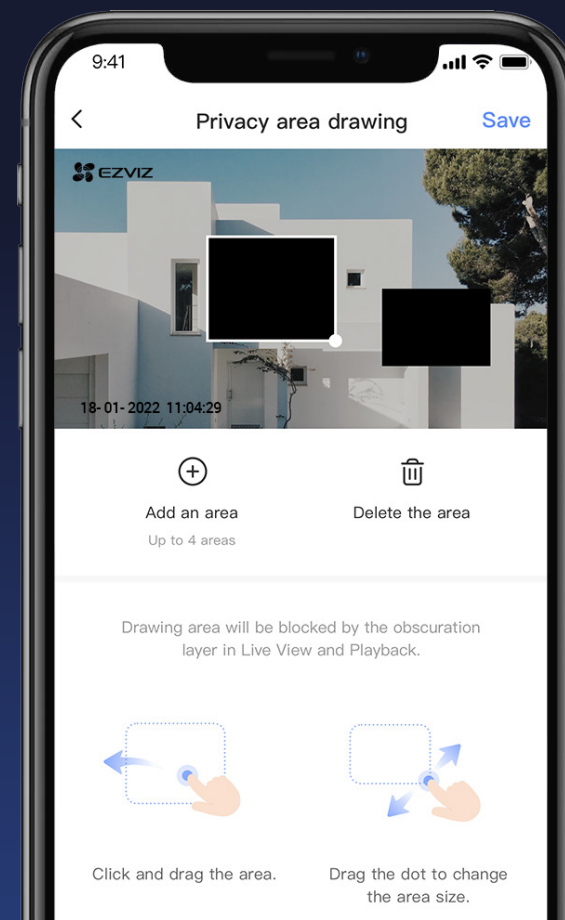 9:41
Privacy area drawing
Save
EZVIZ
18-01-2022 11:04:29
Add an area
Delete the area
Up to 4 areas
Drawing area will be blocked by the obscuration
layer in Live View and Playback.
Click and drag the area.
Drag the dot to change
the area size.